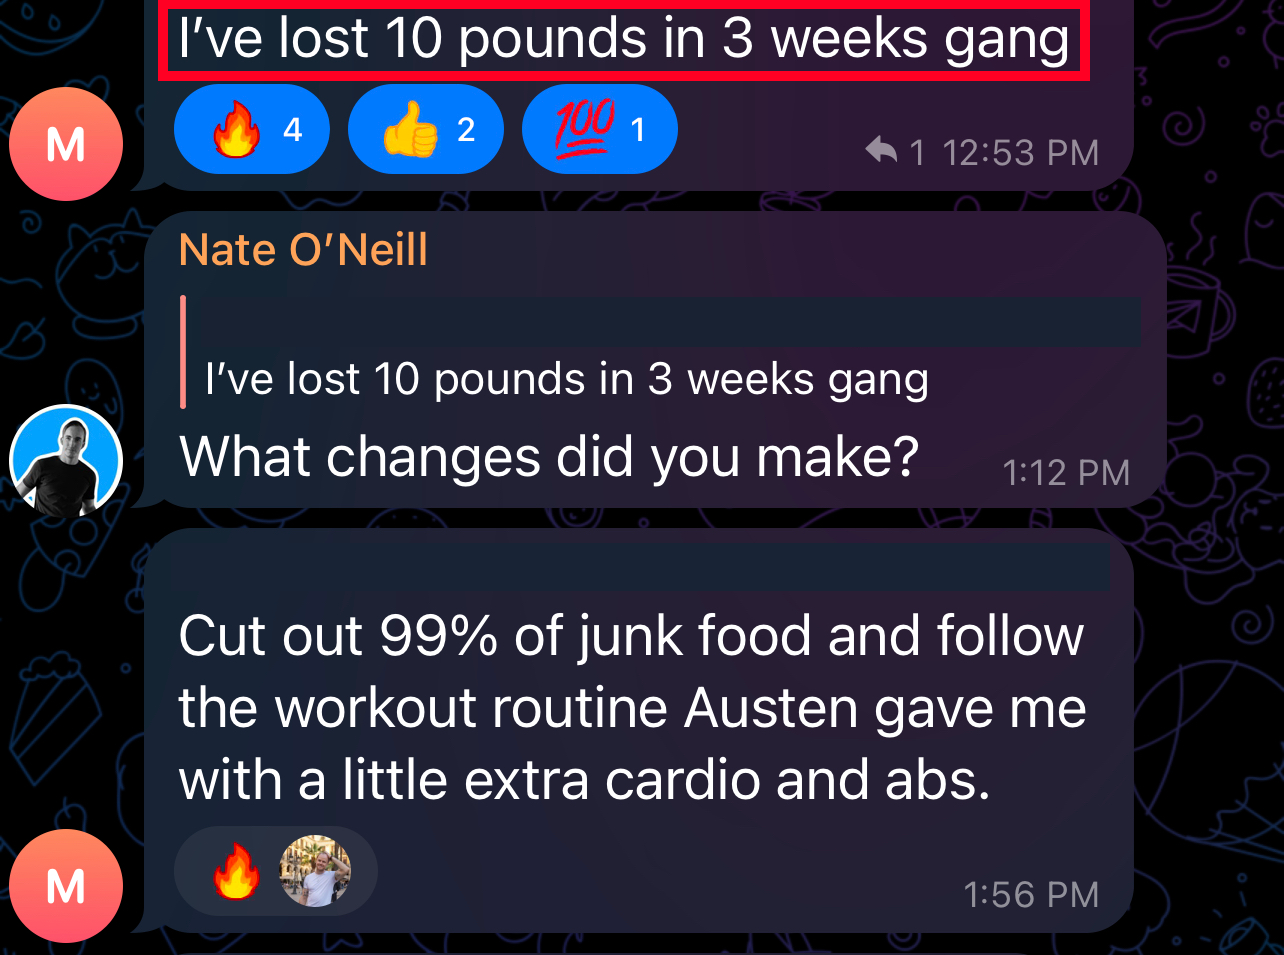 I’ve lost 10 pounds in 3 weeks gang
🔥 4 👍 2 💯 1
1 12:53 PM
M
Nate O’Neill
I’ve lost 10 pounds in 3 weeks gang
What changes did you make?
1:12 PM
Cut out 99% of junk food and follow
the workout routine Austen gave me
with a little extra cardio and abs.
🔥
1:56 PM
M